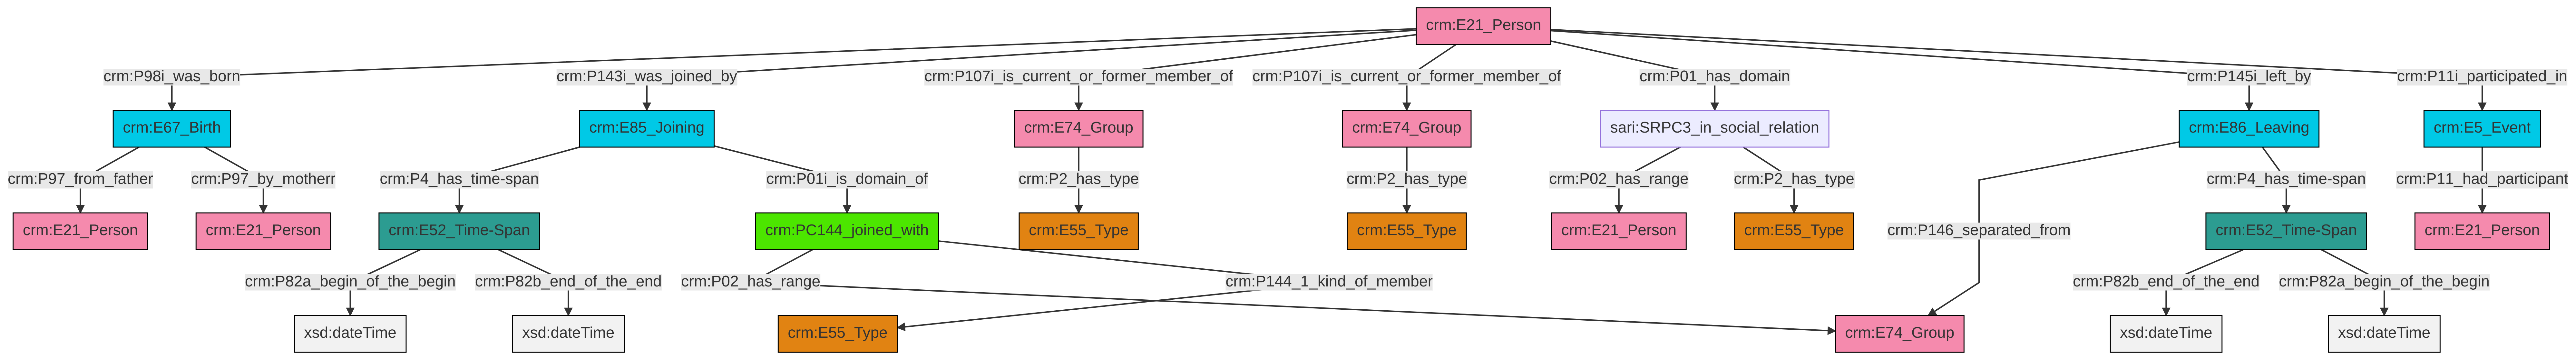 crm:E21_Person
crm:P98i_was_born
crm:P143i_was_joined_by
crm:P107i_is_current_or_former_member_of
crm:P107i_is_current_or_former_member_of
crm:P01_has_domain
crm:P145i_left_by
crm:P11i_participated_in
crm:E67_Birth
crm:E85_Joining
crm:E74_Group
crm:E74_Group
sari:SRPC3_in_social_relation
crm:E86_Leaving
crm:E5_Event
crm:P97_from_father
crm:P97_by_motherr
crm:P4_has_time-span
crm:P01i_is_domain_of
crm:P2_has_type
crm:P2_has_type
crm:P02_has_range
crm:P2_has_type
crm:P146_separated_from
crm:P4_has_time-span
crm:P11_had_participant
crm:E21_Person
crm:E21_Person
crm:E52_Time-Span
crm:PC144_joined_with
crm:E55_Type
crm:E55_Type
crm:E21_Person
crm:E55_Type
crm:E52_Time-Span
crm:E21_Person
crm:P82a_begin_of_the_begin
crm:P82b_end_of_the_end
crm:P02_has_range
crm:P144_1_kind_of_member
crm:P82b_end_of_the_end
crm:P82a_begin_of_the_begin
xsd:dateTime
xsd:dateTime
crm:E55_Type
crm:E74_Group
xsd:dateTime
xsd:dateTime